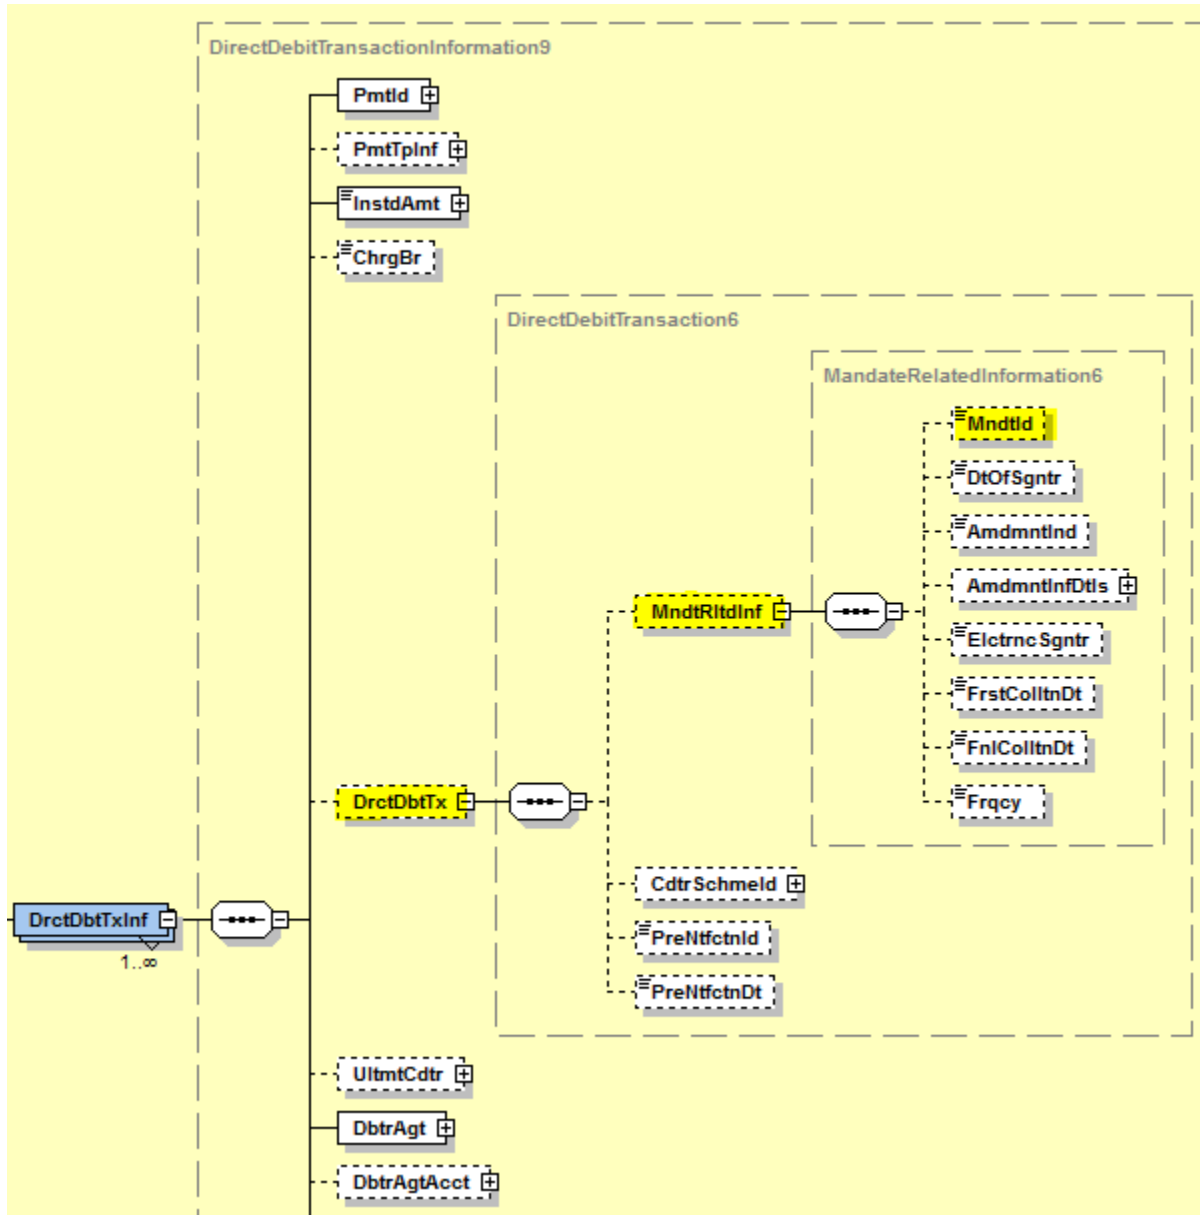 DirectDebitTransactionInformation9
PmtId
PmtTpInf
InstdAmt
ChrgBr
DirectDebitTransaction6
MandateRelatedInformation6
MndtId
DtOfSgntr
AmdmntInd
AmdmntInfDtls
MndtRltdInf
ElctrncSgntr
FrstColltnDt
FnlColltnDt
DrctDbtTx
Frqcy
CdtrSchmeId
DrctDbtTxInf
PreNtfctnId
1..∞
PreNtfctnDt
UltmtCdtr
DbtrAgt
DbtrAgtAcct